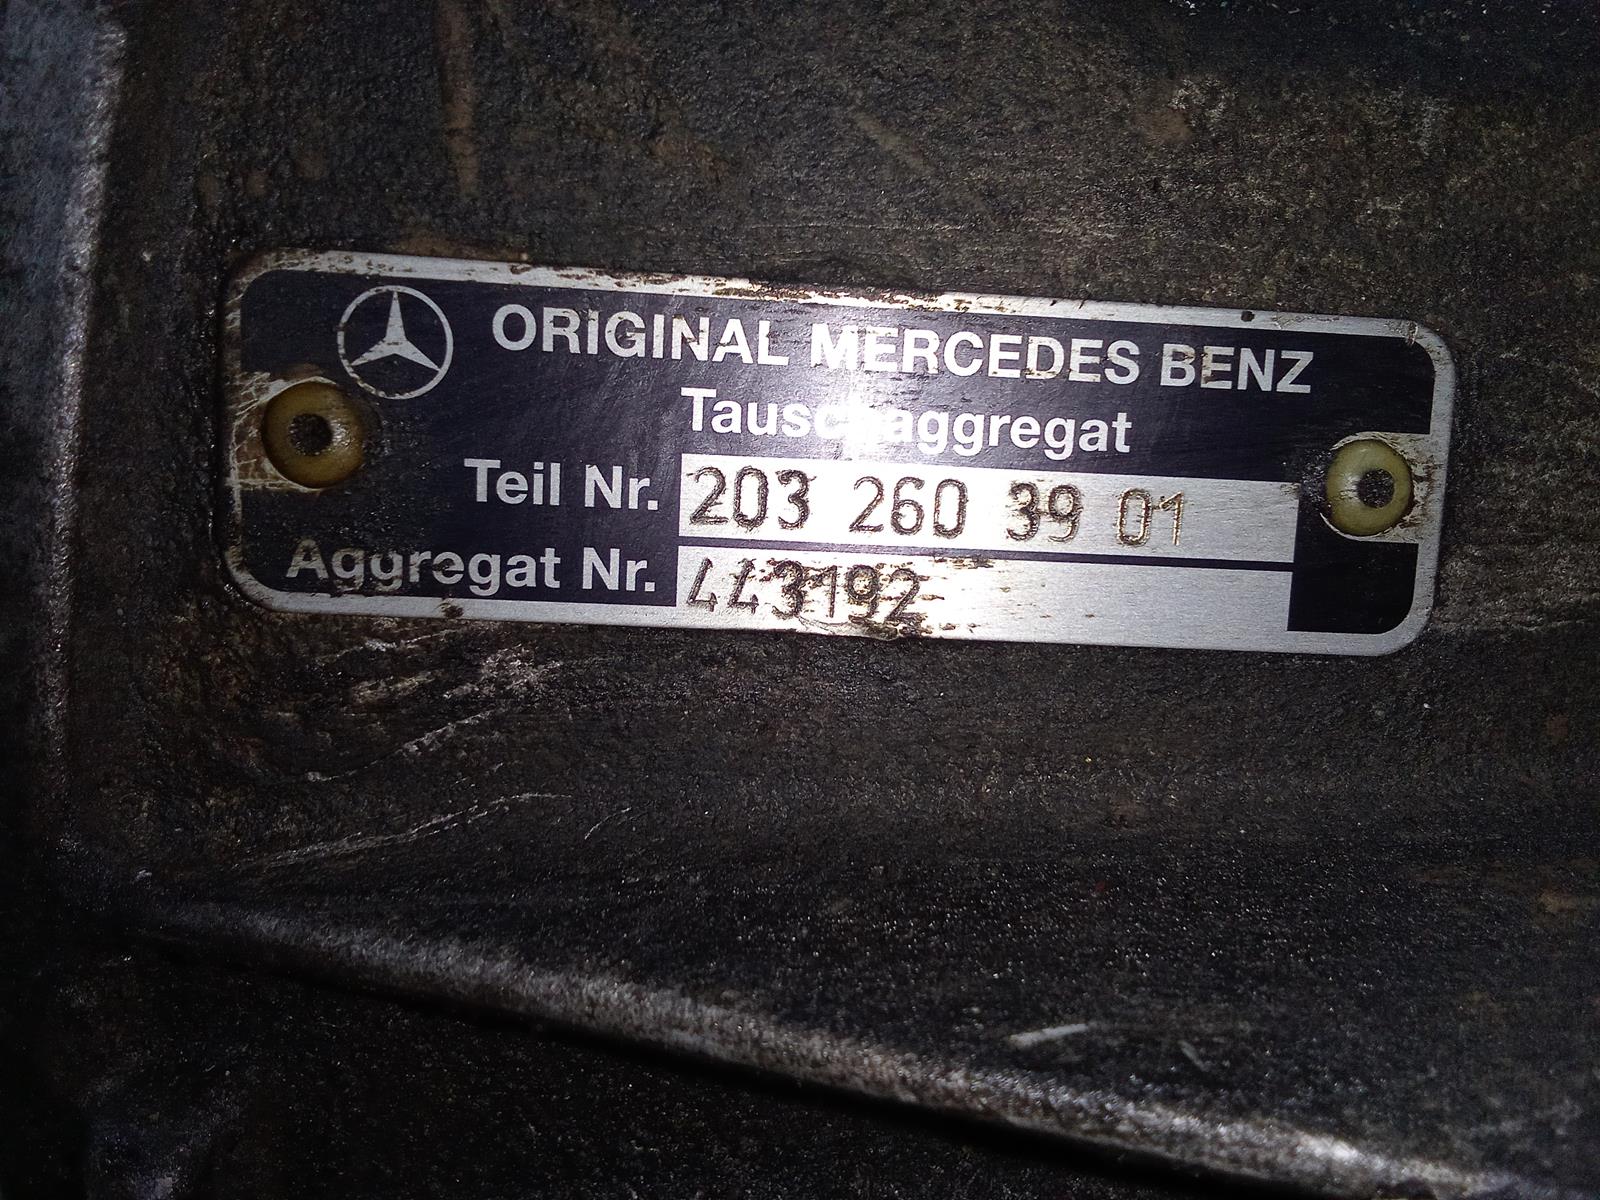 ORIGINAL MERCEDES BENZ
Tauschaggregat
Teil Nr. 203 260 39 01
Aggregat Nr. 443192